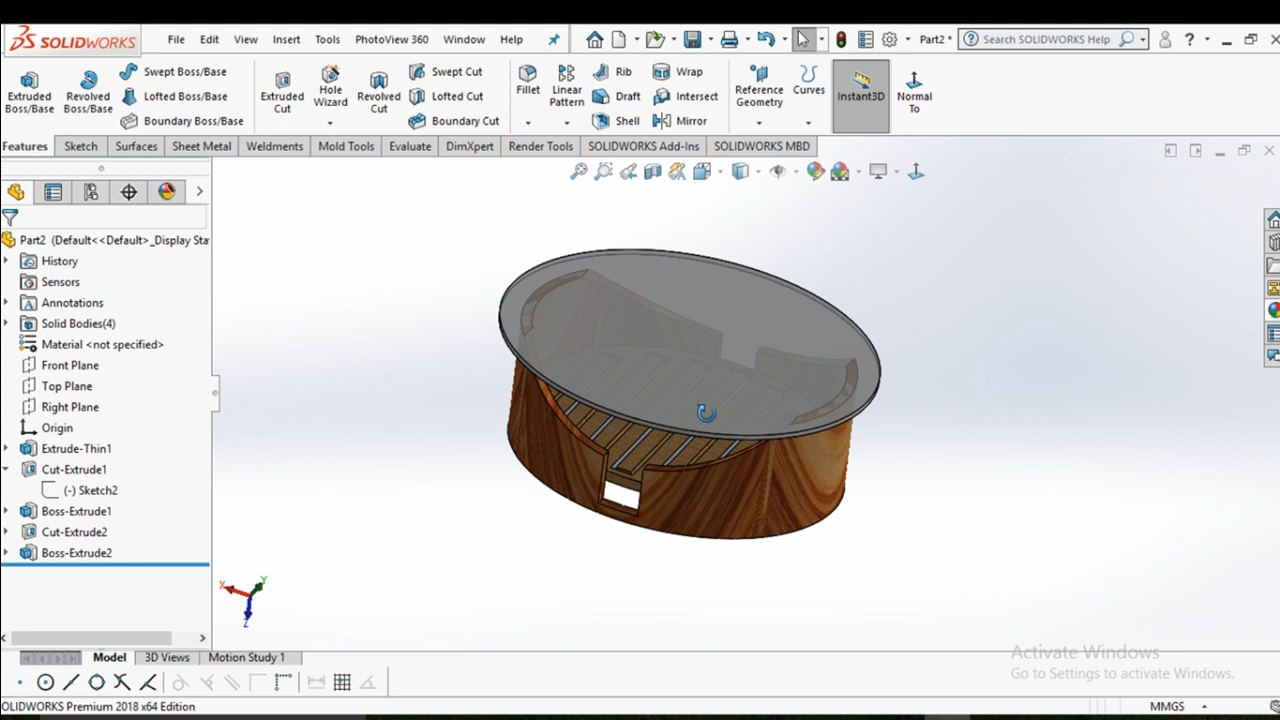 SOLIDWORKS File Edit View Insert Tools PhotoView 360 Window Help Part2 * Search SOLIDWORKS Help ?
Extruded Boss/Base Revolved Boss/Base Swept Boss/Base Lofted Boss/Base Boundary Boss/Base Extruded Cut Hole Wizard Revolved Cut Swept Cut Lofted Cut Boundary Cut Fillet Linear Pattern Rib Draft Shell Wrap Intersect Mirror Reference Geometry Curves Instant3D Normal To
Features Sketch Surfaces Sheet Metal Weldments Mold Tools Evaluate DimXpert Render Tools SOLIDWORKS Add-Ins SOLIDWORKS MBD
Part2 (Default<<Default>_Display Sta
History
Sensors
Annotations
Solid Bodies(4)
Material <not specified>
Front Plane
Top Plane
Right Plane
Origin
Extrude-Thin1
Cut-Extrude1
(-) Sketch2
Boss-Extrude1
Cut-Extrude2
Boss-Extrude2
X Y
Z
Activate Windows
Go to Settings to activate Windows.
Model 3D Views Motion Study 1
OLIDWORKS Premium 2018 x64 Edition MMGS